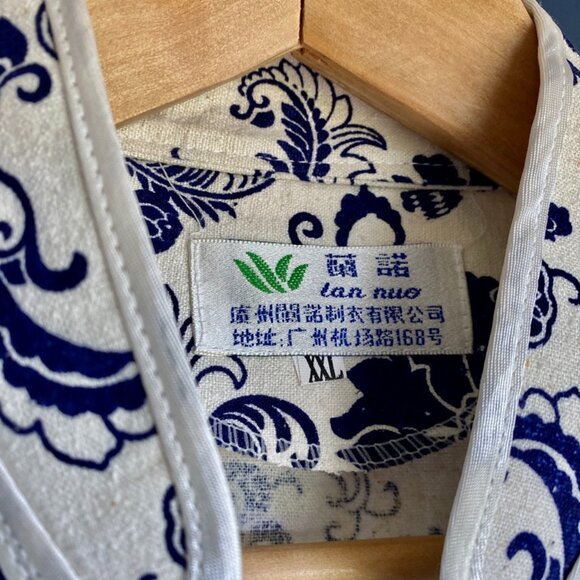 蘭諾
lan nuo
廣州蘭諾制衣有限公司
地址:广州机场路168号
XXL